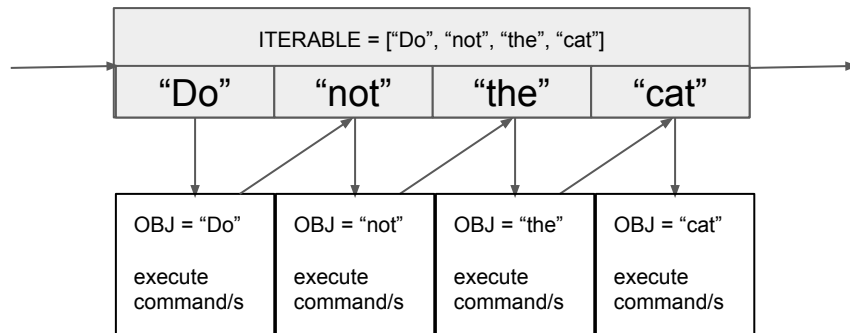 ITERABLE = [“Do”, “not”, “the”, “cat”]
“Do” “not” “the” “cat”
OBJ = “Do” OBJ = “not” OBJ = “the” OBJ = “cat”
execute execute execute execute
command/s command/s command/s command/s